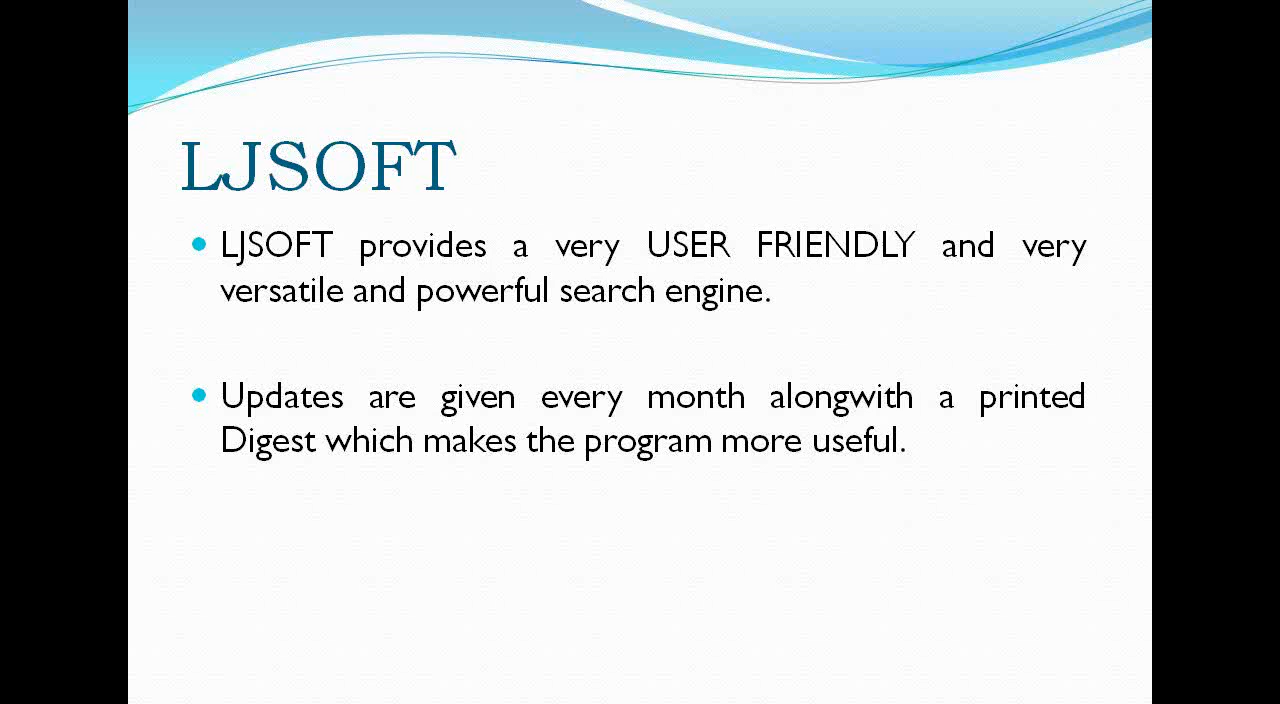 LJSOFT
• LJSOFT provides a very USER FRIENDLY and very
versatile and powerful search engine.
• Updates are given every month alongwith a printed
Digest which makes the program more useful.